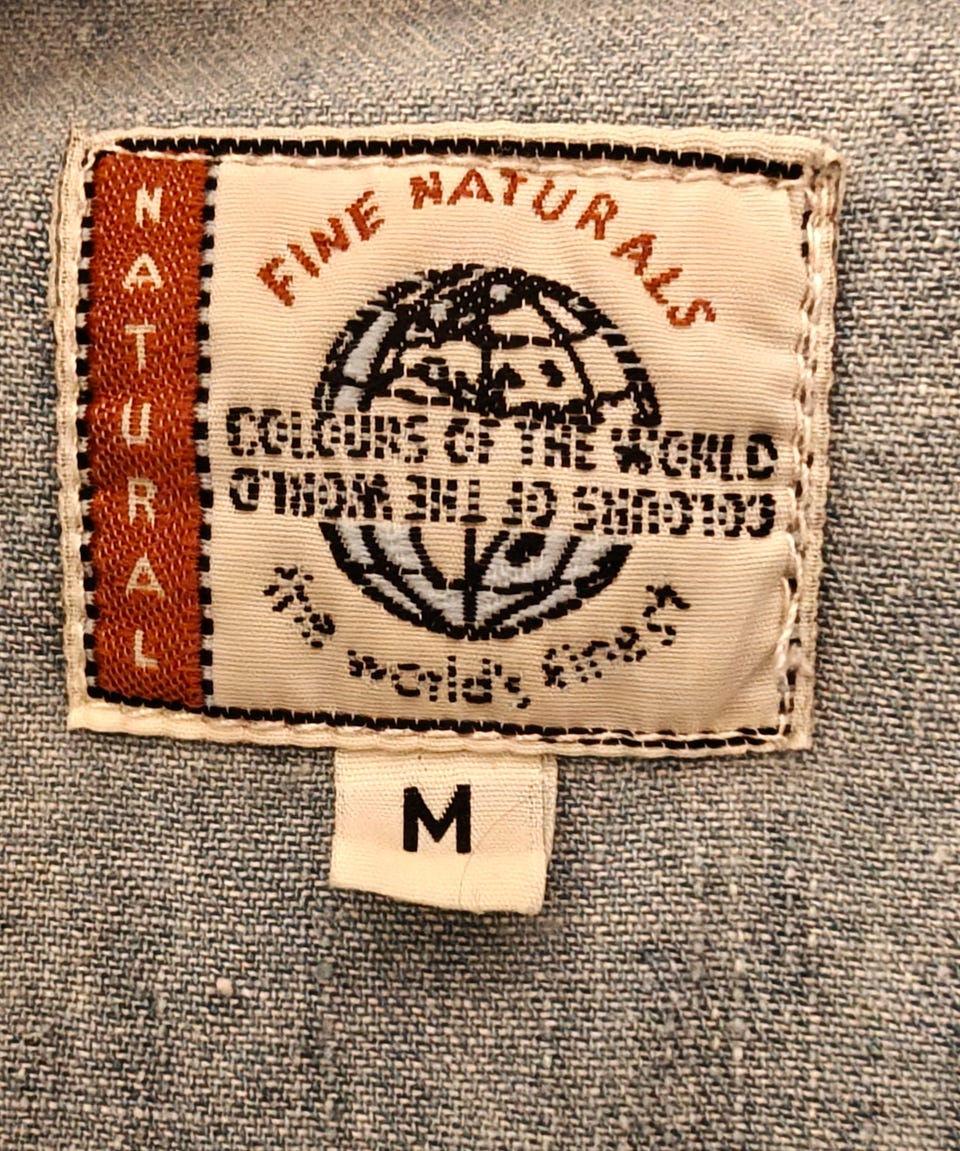 NATURAL
FINE NATURALS
COLOURS OF THE WORLD
COLOURS OF THE WORLD
the world's finest
M